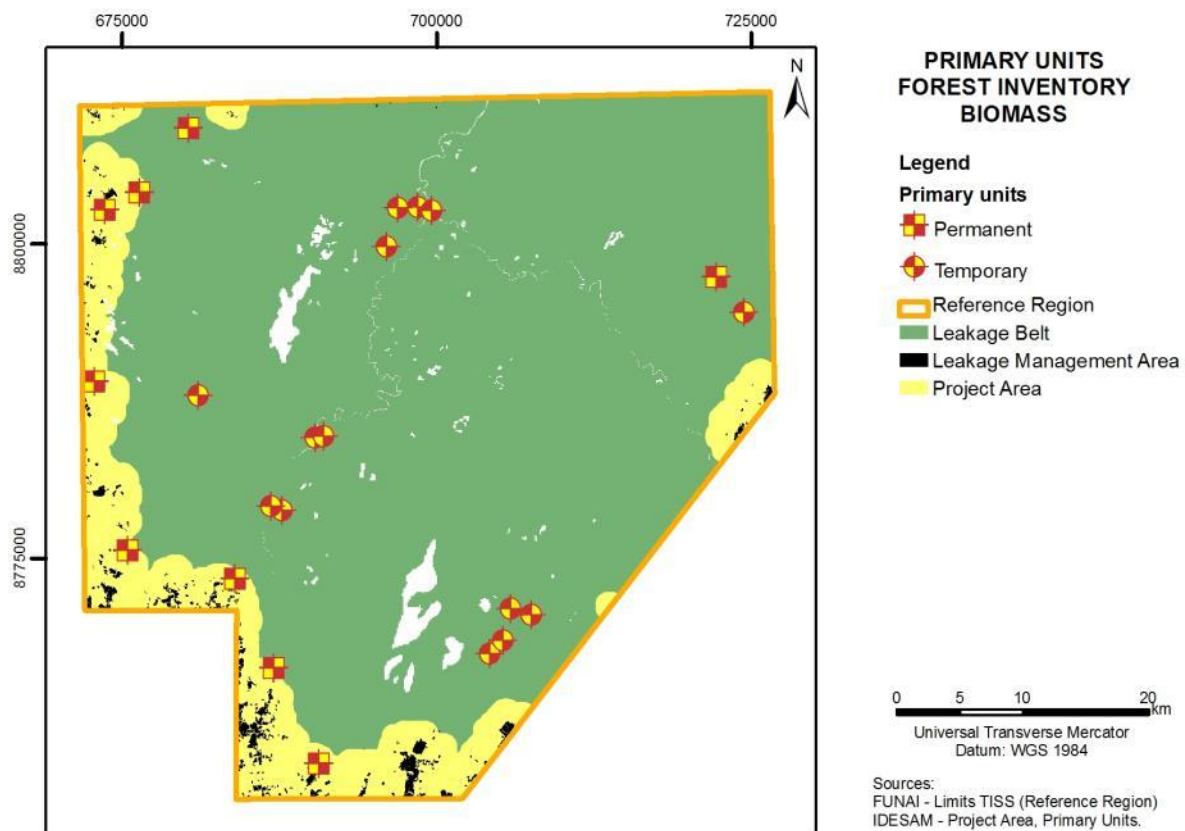 675000 700000 725000
N
8800000
8775000
PRIMARY UNITS
FOREST INVENTORY
BIOMASS
Legend
Primary units
Permanent
Temporary
Reference Region
Leakage Belt
Leakage Management Area
Project Area
0 5 10 20
km
Universal Transverse Mercator
Datum: WGS 1984
Sources:
FUNAI - Limits TISS (Reference Region)
IDESAM - Project Area, Primary Units.